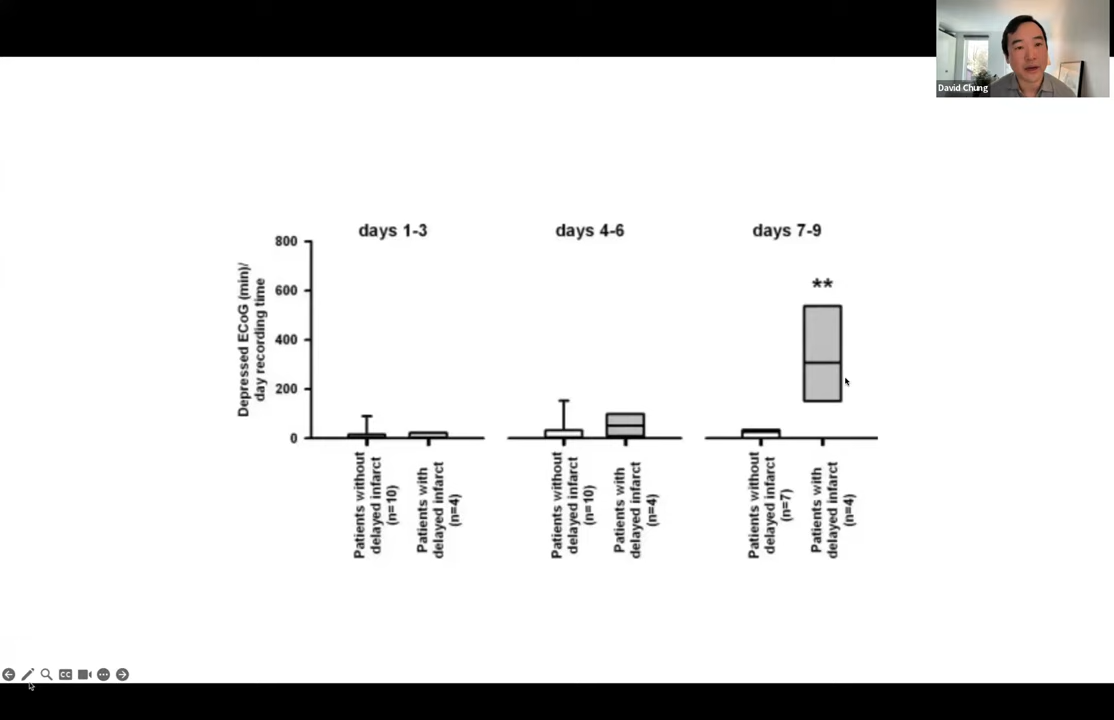 David Chung
days 1-3
days 4-6
days 7-9
Depressed ECoG (min)/
day recording time
800
600
400
200
0
**
Patients without
delayed infarct
(n=10)
Patients with
delayed infarct
(n=4)
Patients without
delayed infarct
(n=10)
Patients with
delayed infarct
(n=4)
Patients without
delayed infarct
(n=7)
Patients with
delayed infarct
(n=4)
CC